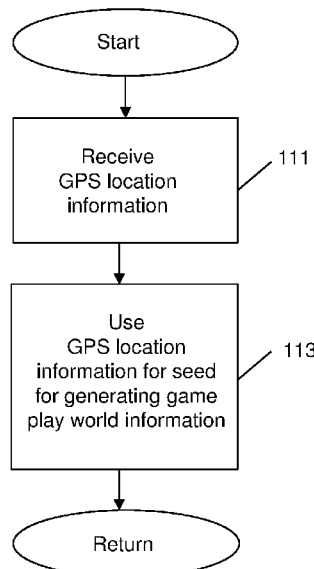 Start
Receive
GPS location
information
111
Use
GPS location
information for seed
for generating game
play world information
113
Return